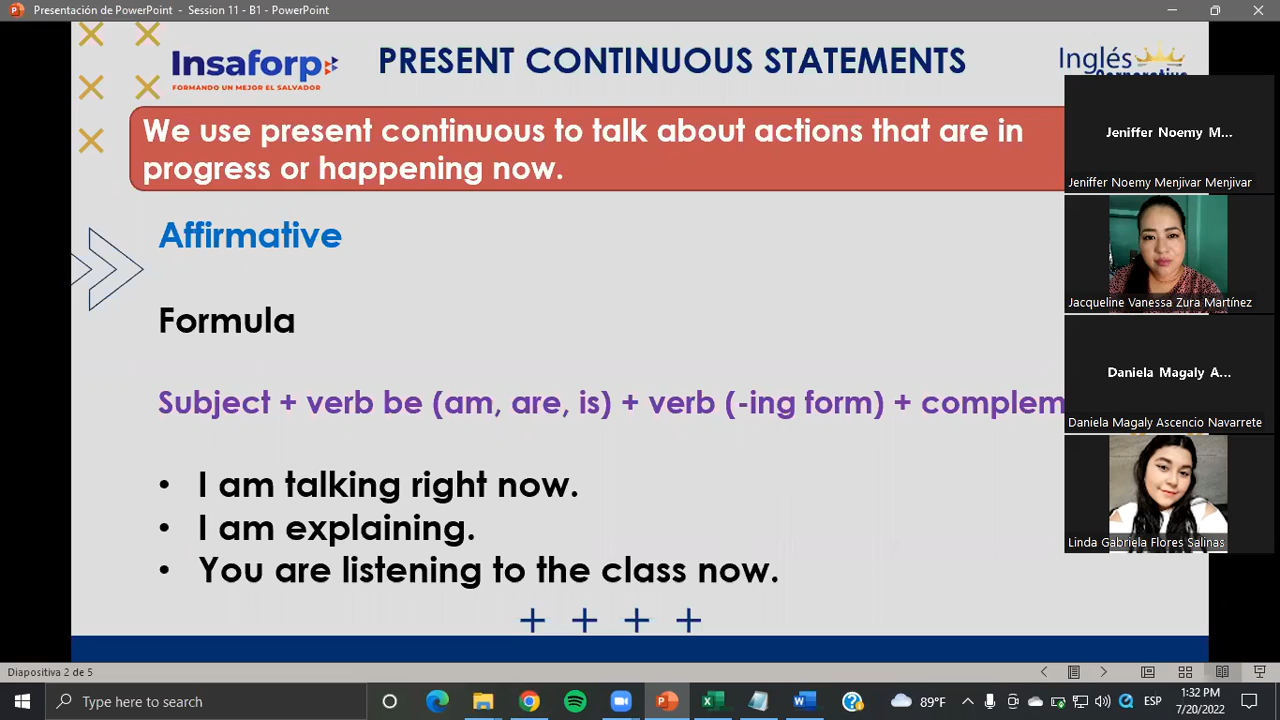 Presentación de PowerPoint - Session 11 - B1 - PowerPoint
Insaforp
FORMANDO UN MEJOR EL SALVADOR
PRESENT CONTINUOUS STATEMENTS
Inglés
Corporativo
We use present continuous to talk about actions that are in
progress or happening now.
Affirmative
Formula
Subject + verb be (am, are, is) + verb (-ing form) + complem
• I am talking right now.
• I am explaining.
• You are listening to the class now.
Jeniffer Noemy M...
Jeniffer Noemy Menjivar Menjivar
Jacqueline Vanessa Zura Martínez
Daniela Magaly A...
Daniela Magaly Ascencio Navarrete
Linda Gabriela Flores Salinas
Diapositiva 2 de 5
Type here to search
89°F
ESP
1:32 PM
7/20/2022